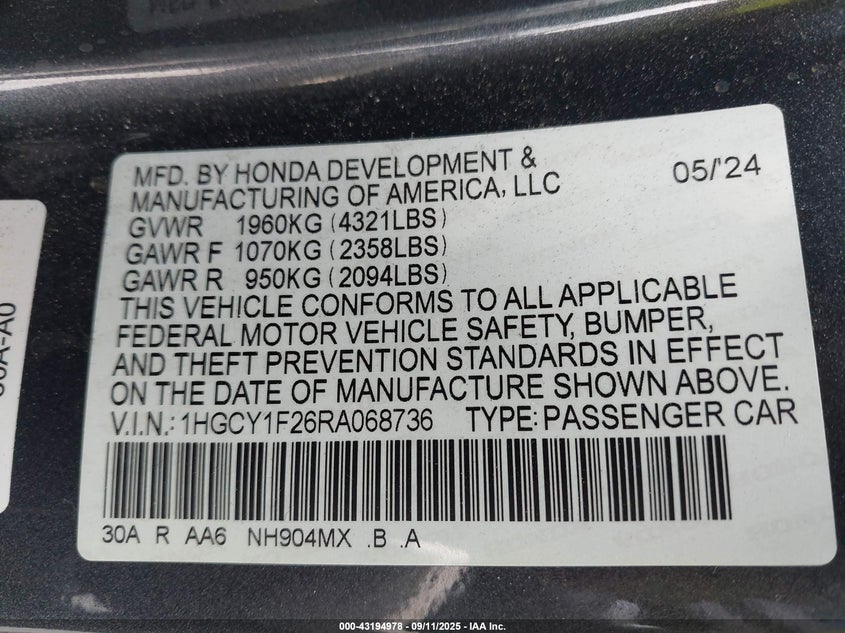 MFD. BY HONDA DEVELOPMENT &
MANUFACTURING OF AMERICA, LLC 05/'24
GVWR 1960KG (4321LBS)
GAWR F 1070KG (2358LBS)
GAWR R 950KG (2094LBS)
THIS VEHICLE CONFORMS TO ALL APPLICABLE
FEDERAL MOTOR VEHICLE SAFETY, BUMPER,
AND THEFT PREVENTION STANDARDS IN EFFECT
ON THE DATE OF MANUFACTURE SHOWN ABOVE.
V.I.N.: 1HGCY1F26RA068736 TYPE: PASSENGER CAR
30A R AA6 NH904MX .B .A
000-43194978 - 09/11/2025 - IAA Inc.